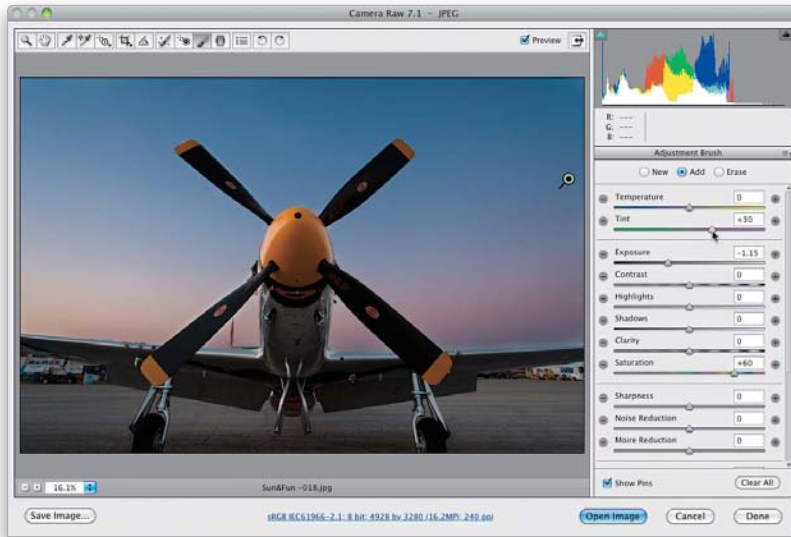 Camera Raw 7.1 – JPEG
Preview
R: ---
G: ---
B: ---
Adjustment Brush
New Add Erase
Temperature 0
Tint +30
Exposure -1.15
Contrast 0
Highlights 0
Shadows 0
Clarity 0
Saturation +60
Sharpness 0
Noise Reduction 0
Moire Reduction 0
Show Pins Clear All
16.1% Sun&Fun -018.jpg
Save Image... sRGB IEC61966-2.1; 8 bit; 4928 by 3280 (16.2MP); 240 ppi Open Image Cancel Done